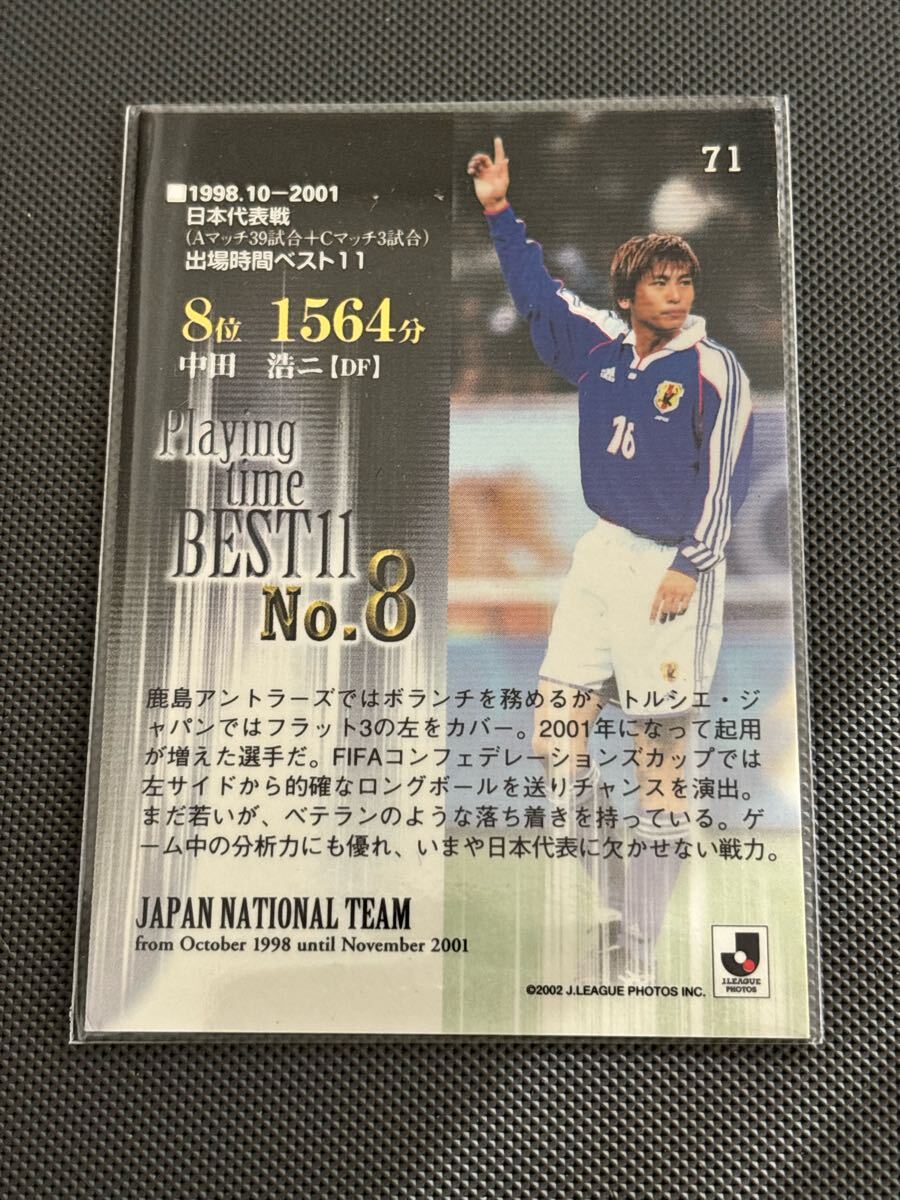 71
■1998.10−2001
日本代表戦
(Aマッチ39試合+Cマッチ3試合)
出場時間ベスト11
8位 1564分
中田 浩二【DF】
Playing
time
BEST11
No.8
16
鹿島アントラーズではボランチを務めるが、トルシエ・ジ
ャパンではフラット3の左をカバー。2001年になって起用
が増えた選手だ。FIFAコンフェデレーションズカップでは
左サイドから的確なロングボールを送りチャンスを演出。
まだ若いが、ベテランのような落ち着きを持っている。ゲ
ーム中の分析力にも優れ、いまや日本代表に欠かせない戦力。
JAPAN NATIONAL TEAM
from October 1998 until November 2001
©2002 J.LEAGUE PHOTOS INC.
J.LEAGUE
PHOTOS